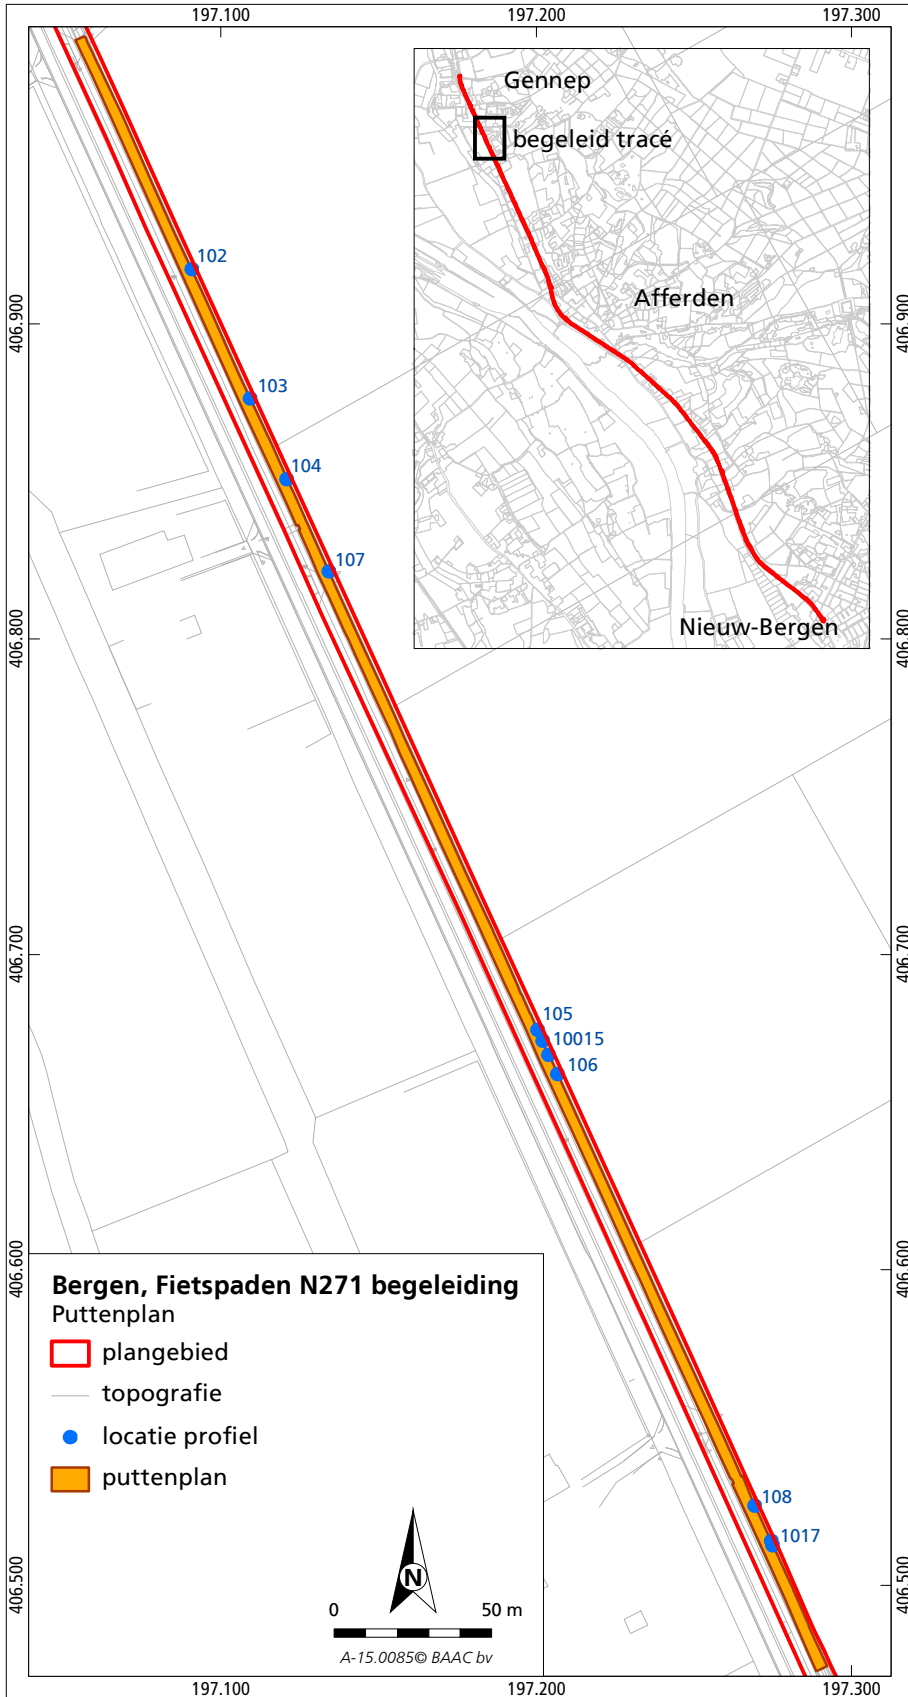 197.100
197.200
197.300
Gennep
begeleid tracé
Afferden
Nieuw-Bergen
406.900
406.900
406.800
406.800
406.700
406.700
406.600
406.600
406.500
406.500
102
103
104
107
105
10015
106
108
1017
Bergen, Fietspaden N271 begeleiding
Puttenplan
plangebied
topografie
locatie profiel
puttenplan
N
0 50 m
A-15.0085© BAAC bv
197.100
197.200
197.300